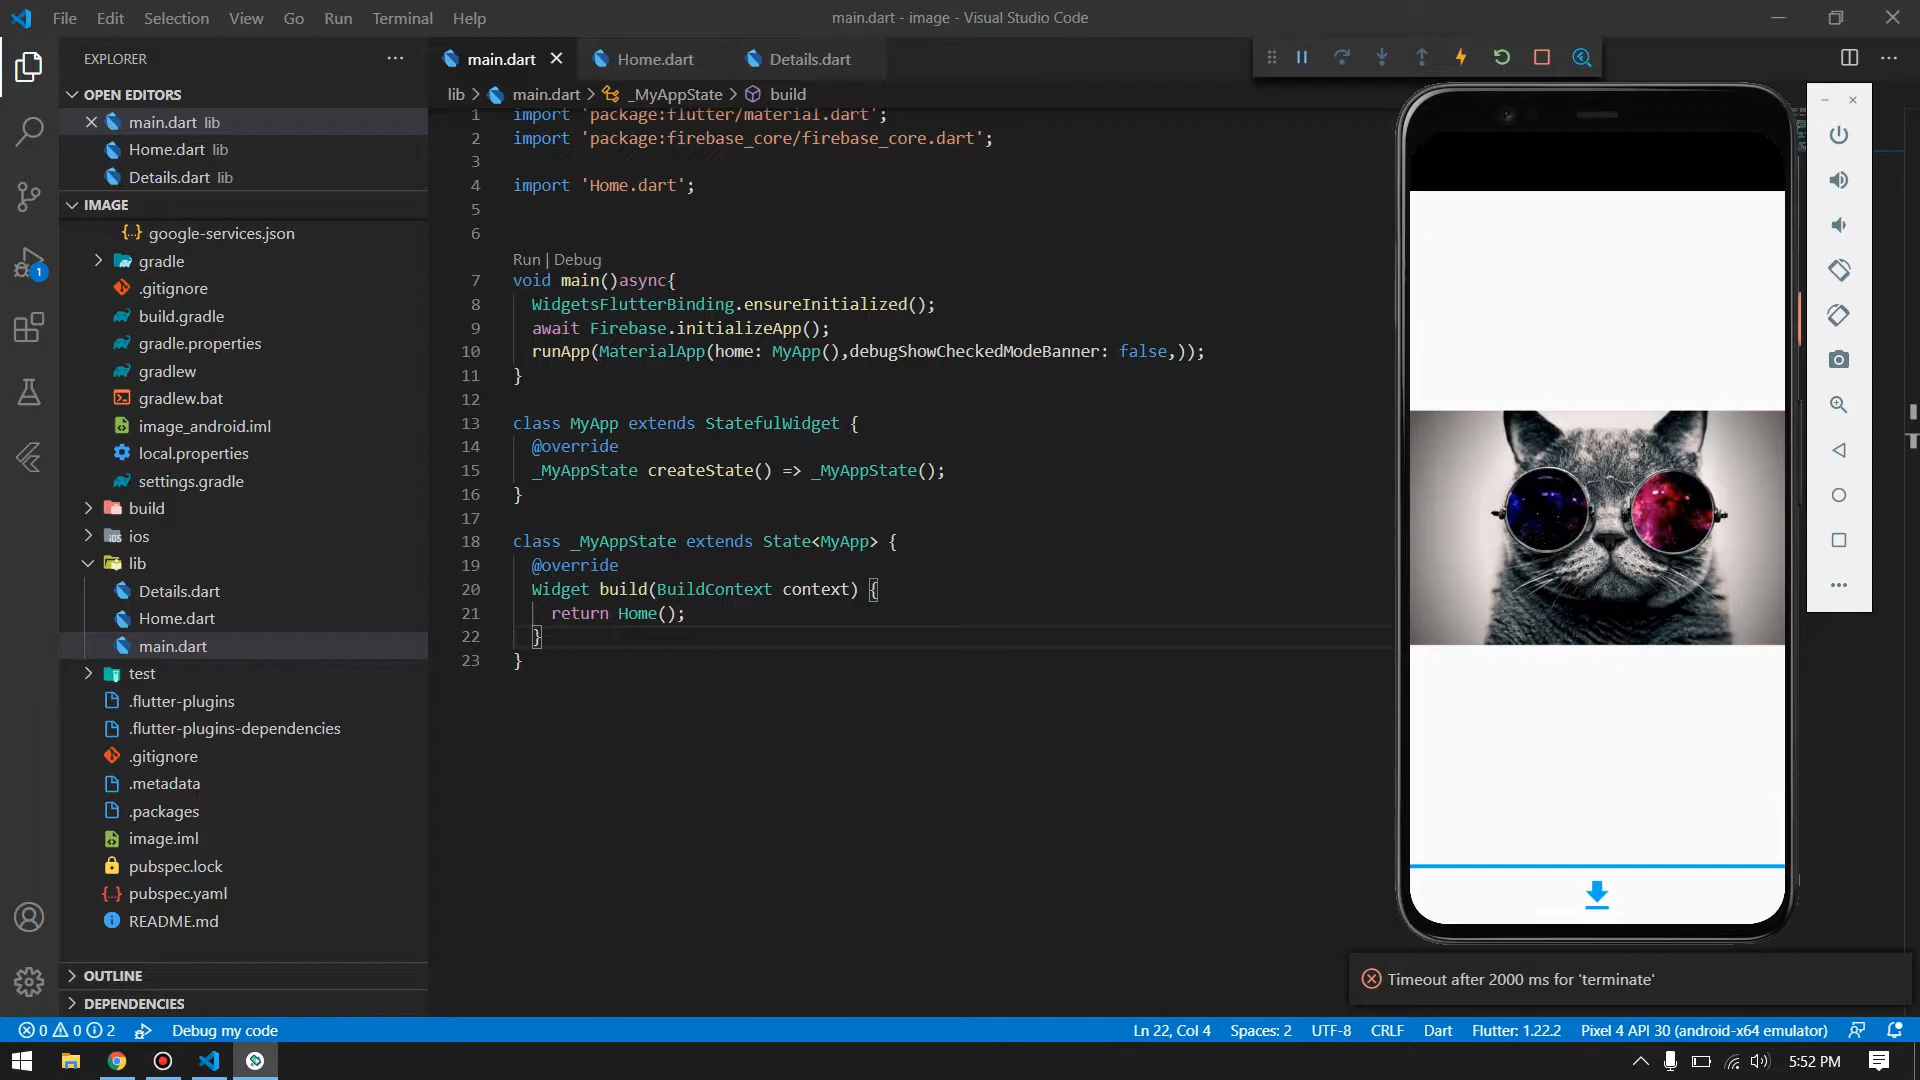 File Edit Selection View Go Run Terminal Help
main.dart - image - Visual Studio Code
EXPLORER
OPEN EDITORS
main.dart lib
Home.dart lib
Details.dart lib
IMAGE
google-services.json
gradle
.gitignore
build.gradle
gradle.properties
gradlew
gradlew.bat
image_android.iml
local.properties
settings.gradle
build
ios
lib
Details.dart
Home.dart
main.dart
test
.flutter-plugins
.flutter-plugins-dependencies
.gitignore
.metadata
.packages
image.iml
pubspec.lock
pubspec.yaml
README.md
OUTLINE
DEPENDENCIES
1
main.dart Home.dart Details.dart
lib > main.dart > _MyAppState > build
1 import 'package:flutter/material.dart';
2 import 'package:firebase_core/firebase_core.dart';
3
4 import 'Home.dart';
5
6
Run | Debug
7 void main()async{
8 WidgetsFlutterBinding.ensureInitialized();
9 await Firebase.initializeApp();
10 runApp(MaterialApp(home: MyApp(),debugShowCheckedModeBanner: false,));
11 }
12
13 class MyApp extends StatefulWidget {
14 @override
15 _MyAppState createState() => _MyAppState();
16 }
17
18 class _MyAppState extends State<MyApp> {
19 @override
20 Widget build(BuildContext context) {
21 return Home();
22 }
23 }
Timeout after 2000 ms for 'terminate'
0 0 2 Debug my code Ln 22, Col 4 Spaces: 2 UTF-8 CRLF Dart Flutter: 1.22.2 Pixel 4 API 30 (android-x64 emulator)
5:52 PM